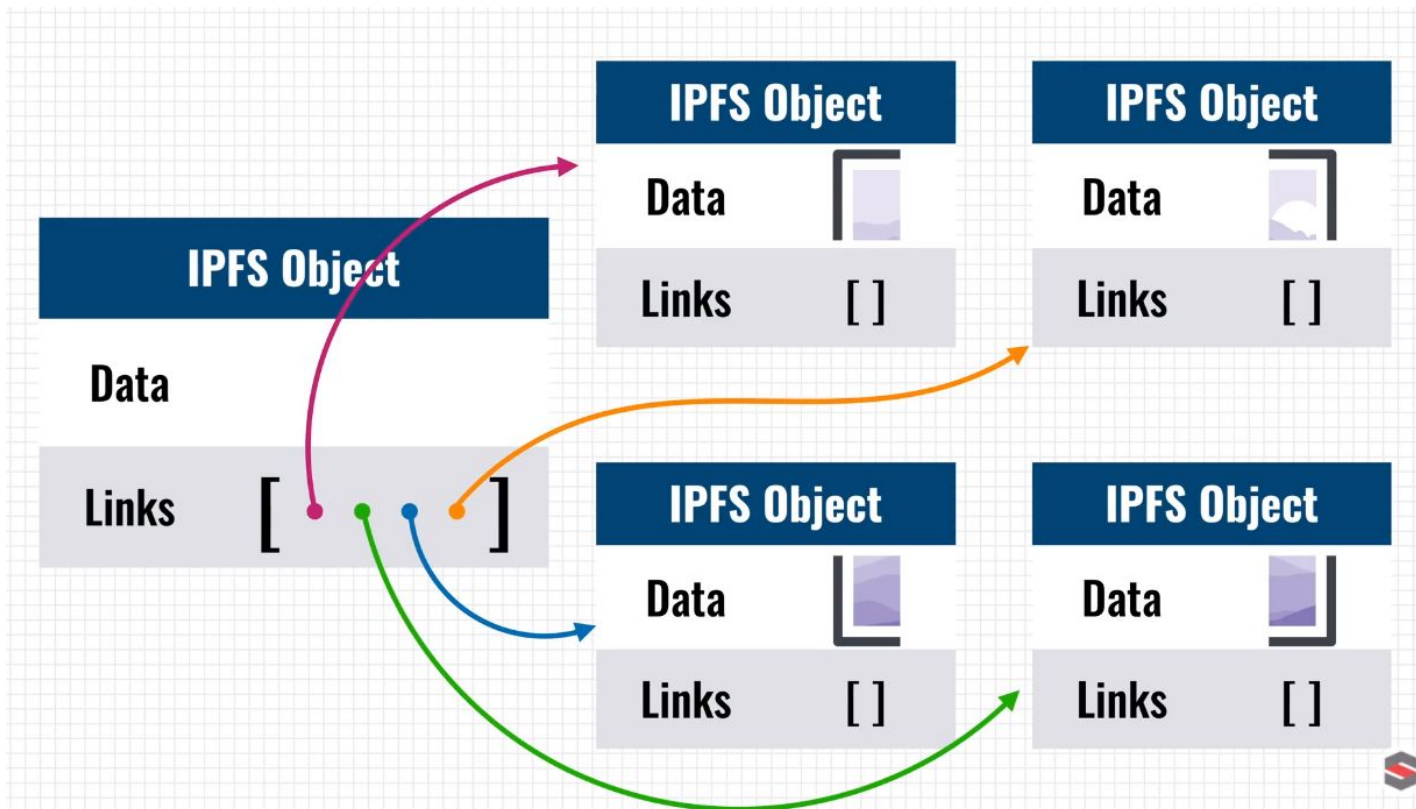 IPFS Object
Data
Links [ ]
IPFS Object
Data
Links [ ]
IPFS Object
Data
Links [ ]
IPFS Object
Data
Links [ ]
IPFS Object
Data
Links [ ]